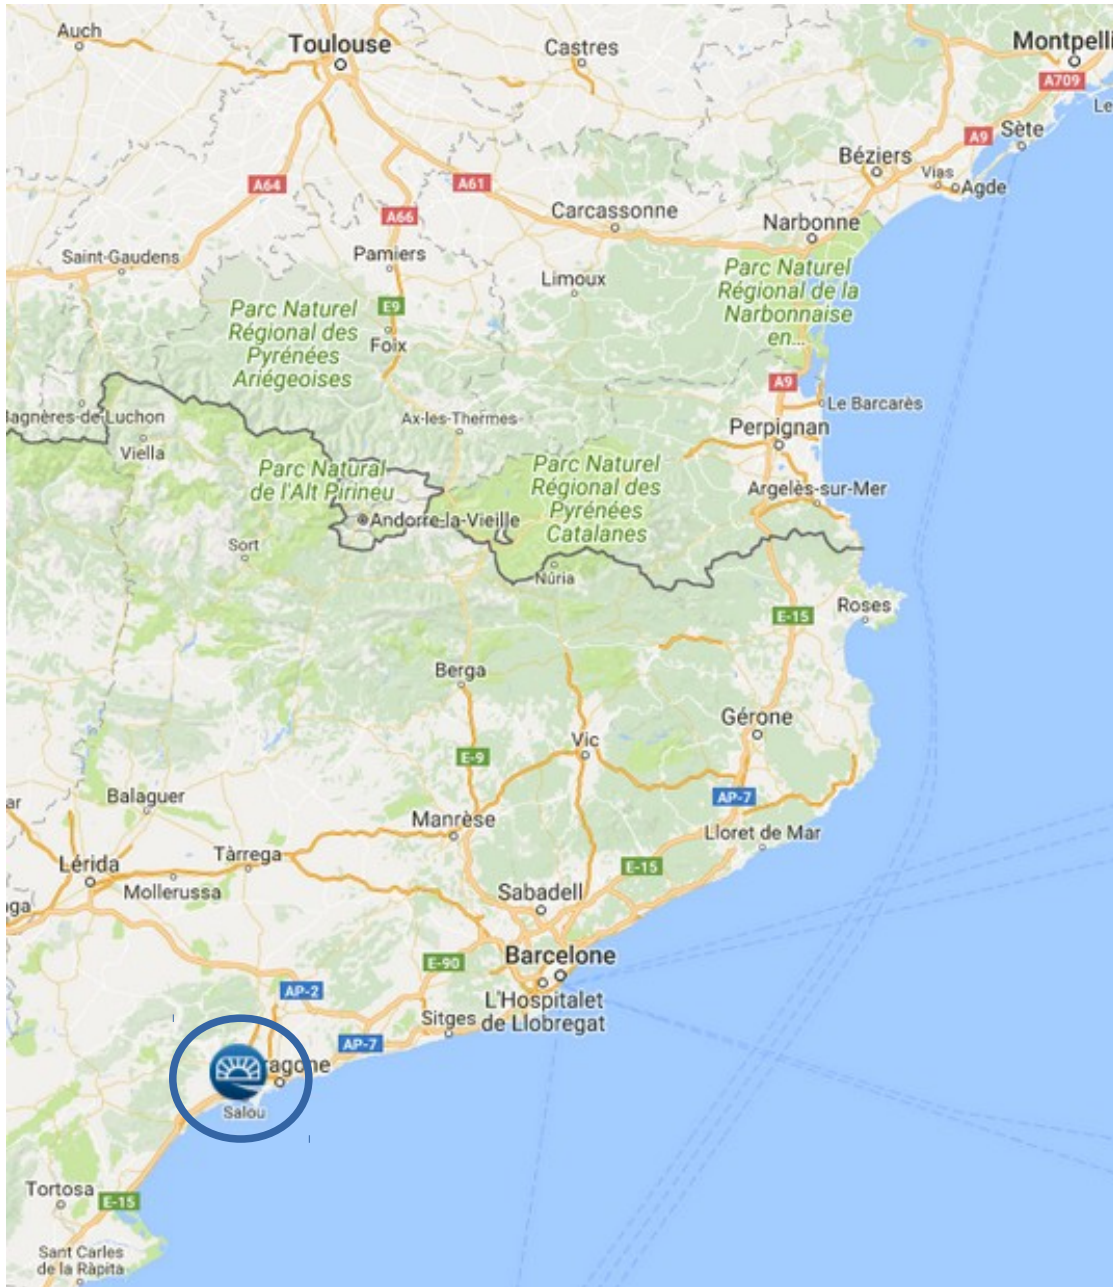 Auch
Toulouse
Castres
Montpelli
A709
Le
Sète
A9
Béziers
Vias
Agde
A64
A61
A66
Carcassonne
Narbonne
Saint-Gaudens
Pamiers
Limoux
Parc Naturel
Régional de la
Narbonnaise
en...
Parc Naturel
Régional des
Pyrénées
Ariégeoises
E9
Foix
A9
Le Barcarès
Bagnères-de-Luchon
Ax-les-Thermes
Perpignan
Viella
Parc Natural
de l'Alt Pirineu
Parc Naturel
Régional des
Pyrénées
Catalanes
Argelès-sur-Mer
Andorre-la-Vieille
Sort
Núria
E-15
Roses
Berga
Gérone
Vic
E-9
AP-7
ar
Balaguer
Manrèse
Lloret de Mar
Lérida
Tàrrega
E-15
Mollerussa
Sabadell
aga
Barcelone
E-90
AP-2
L'Hospitalet
de Llobregat
Sitges
AP-7
ragone
Salou
Tortosa
E-15
Sant Carles
de la Ràpita